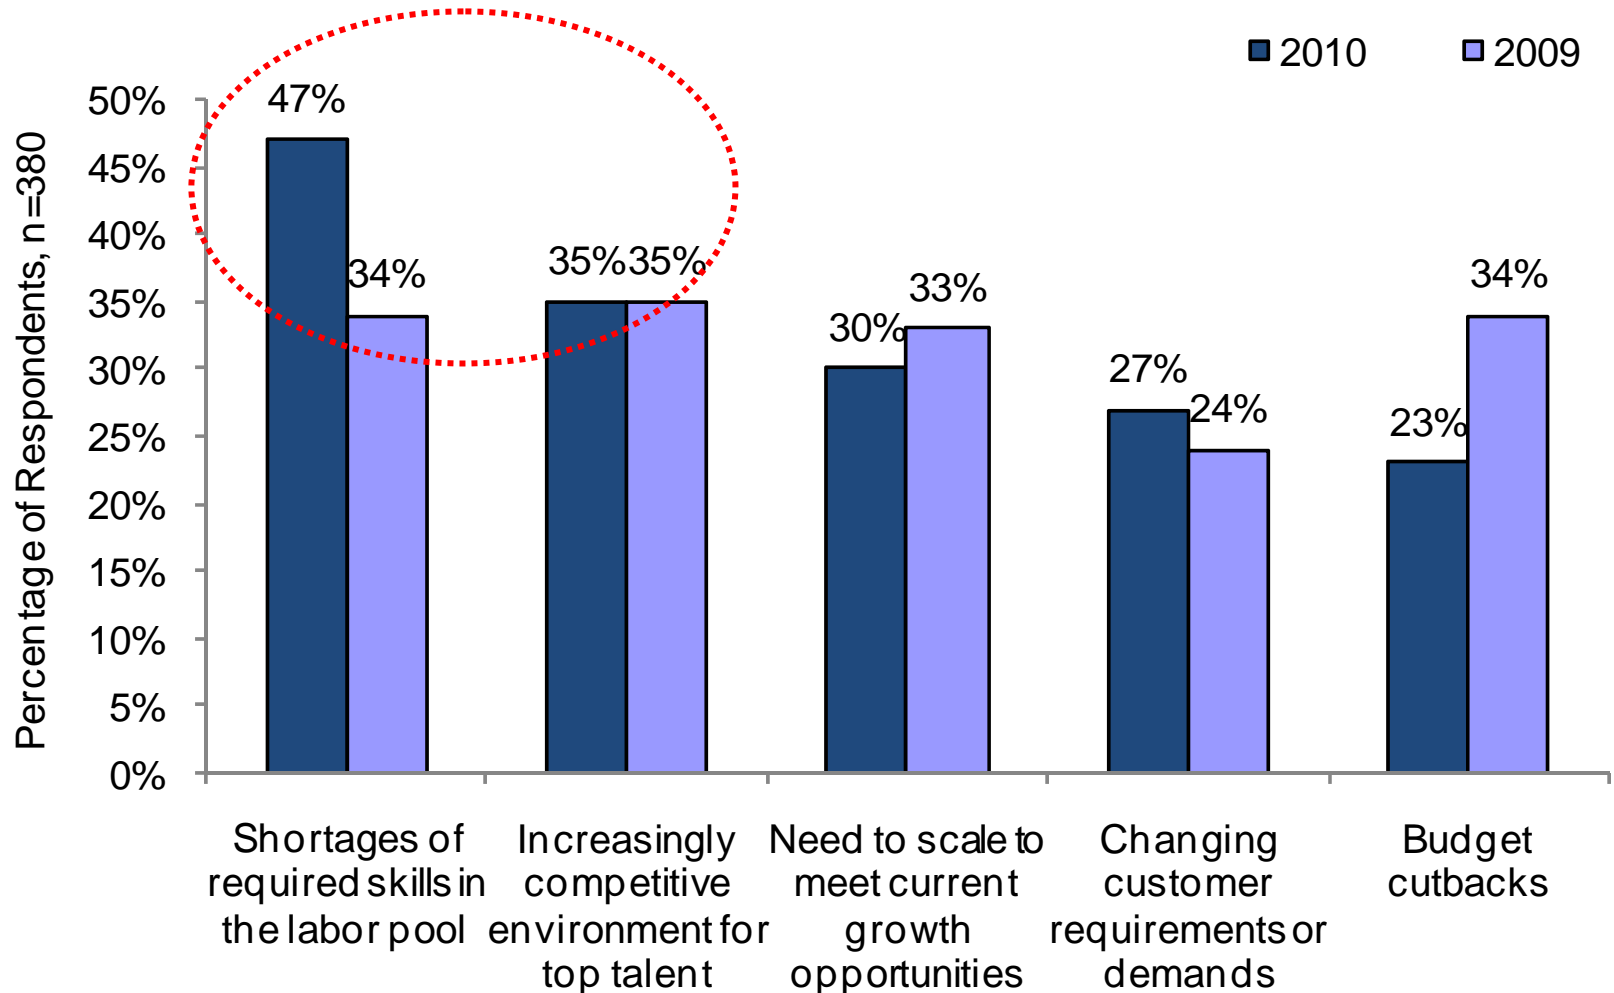 2010 2009
Percentage of Respondents, n=380
50%
45%
40%
35%
30%
25%
20%
15%
10%
5%
0%
47%
34%
35% 35%
30%
33%
27%
24%
23%
34%
Shortages of
required skills in
the labor pool
Increasingly
competitive
environment for
top talent
Need to scale to
meet current
growth
opportunities
Changing
customer
requirements or
demands
Budget
cutbacks